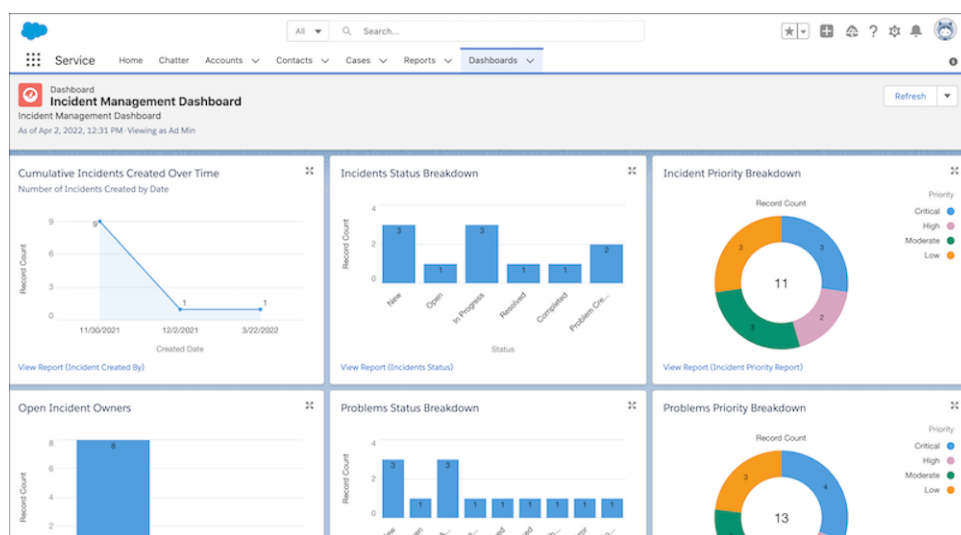 All
Search...
Service
Home
Chatter
Accounts
Contacts
Cases
Reports
Dashboards
Dashboard
Incident Management Dashboard
Incident Management Dashboard
As of Apr 2, 2022, 12:31 PM·Viewing as Ad Min
Refresh
Cumulative Incidents Created Over Time
Number of Incidents Created by Date
Record Count
9
6
3
0
9
1
1
11/30/2021
12/2/2021
3/22/2022
Created Date
View Report (Incident Created By)
Incidents Status Breakdown
Record Count
4
2
0
3
1
3
1
1
2
New
Open
In Progress
Resolved
Completed
Problem Cre...
Status
View Report (Incidents Status)
Incident Priority Breakdown
Record Count
Priority
Critical
High
Moderate
Low
3
3
11
3
2
View Report (Incident Priority Report)
Open Incident Owners
Record Count
8
6
4
2
8
Problems Status Breakdown
Record Count
4
2
0
3
1
3
1
1
1
1
1
1
Problems Priority Breakdown
Record Count
Priority
Critical
High
Moderate
Low
3
4
13